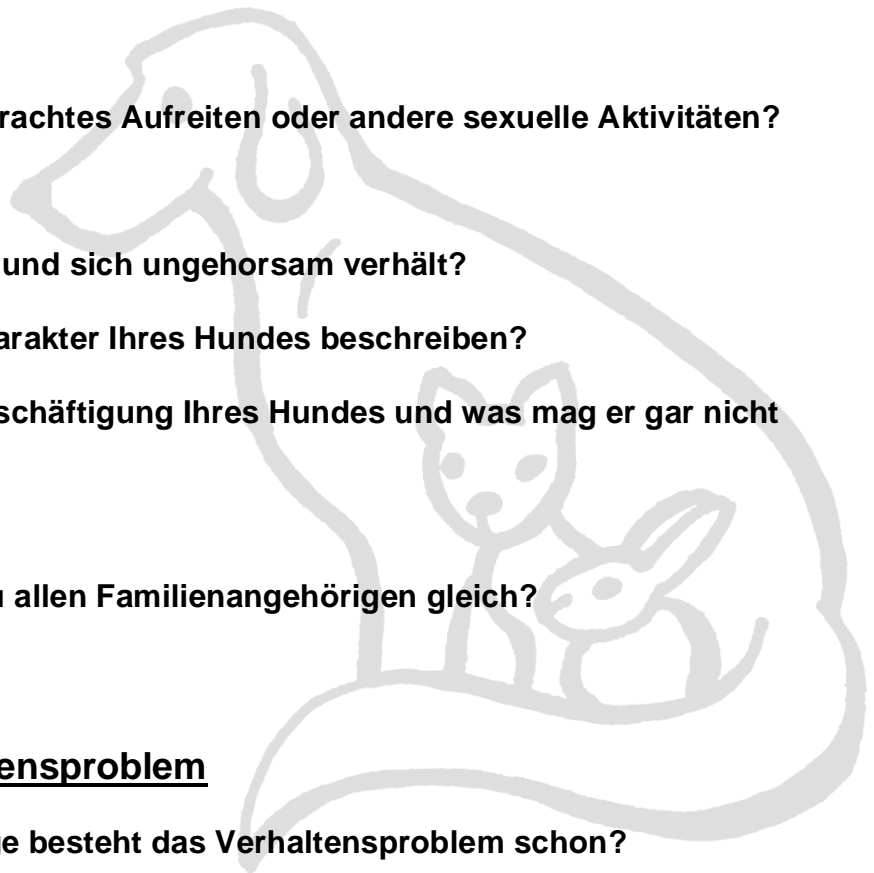 rachtes Aufreiten oder andere sexuelle Aktivitäten?
und sich ungehorsam verhält?
arakter Ihres Hundes beschreiben?
schäftigung Ihres Hundes und was mag er gar nicht
allen Familienangehörigen gleich?
ensproblem
ge besteht das Verhaltensproblem schon?